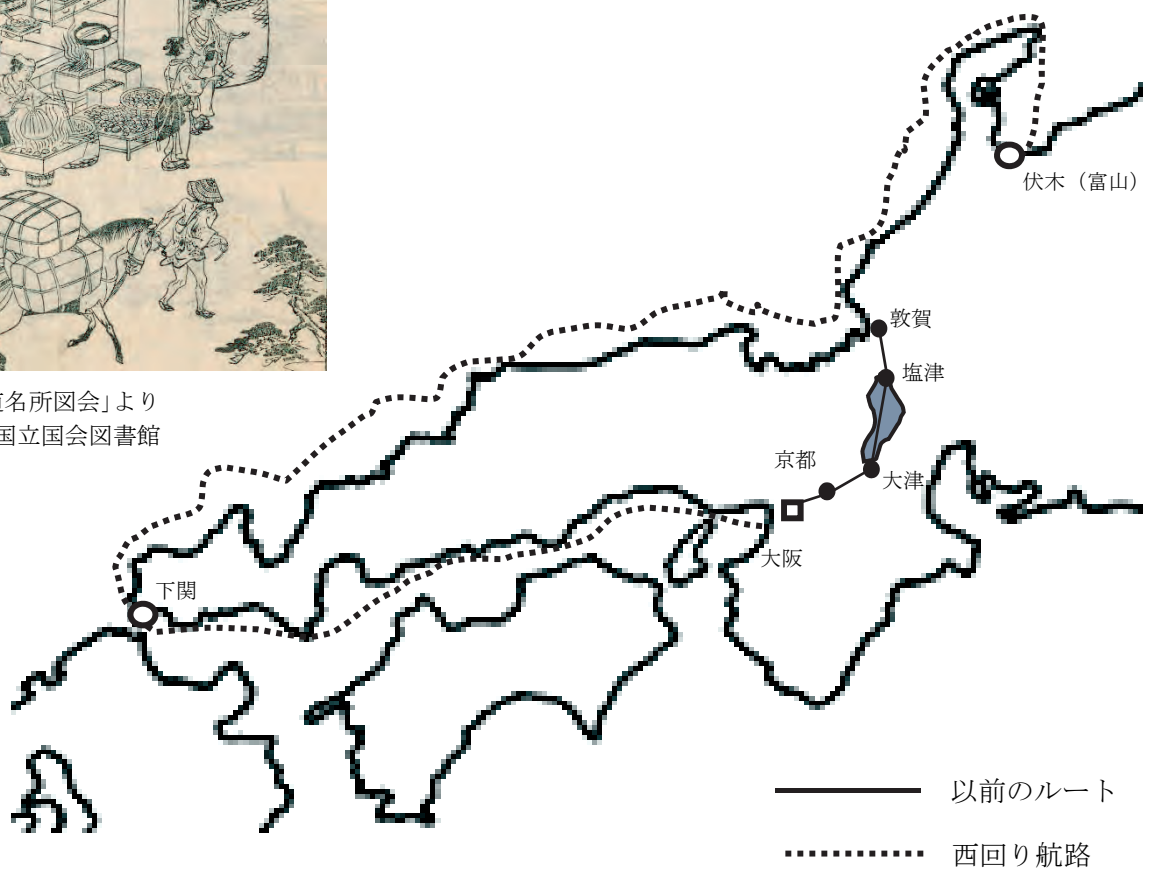 伏木（富山）
敦賀
塩津
道名所図会」より
国立国会図書館
京都
大津
大阪
下関
以前のルート
西回り航路